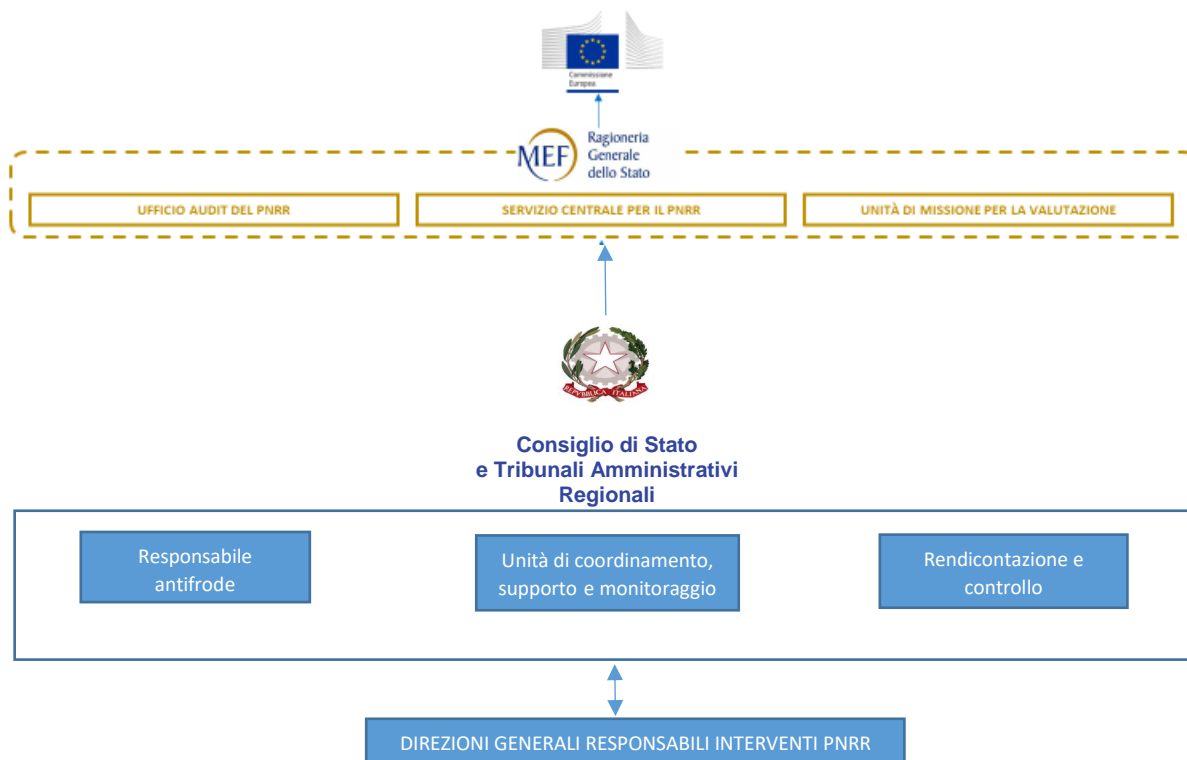 Commissione
Europea
MEF
Ragioneria
Generale
dello Stato
UFFICIO AUDIT DEL PNRR
SERVIZIO CENTRALE PER IL PNRR
UNITÀ DI MISSIONE PER LA VALUTAZIONE
REPVBBLICA ITALIANA
Consiglio di Stato
e Tribunali Amministrativi
Regionali
Responsabile
antifrode
Unità di coordinamento,
supporto e monitoraggio
Rendicontazione e
controllo
DIREZIONI GENERALI RESPONSABILI INTERVENTI PNRR